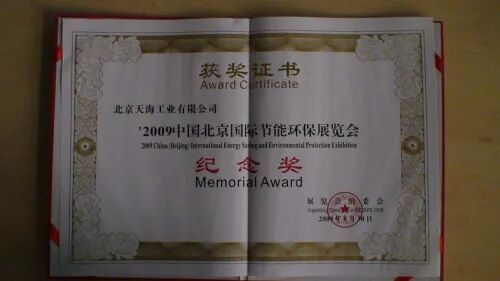 获奖证书
Award Certificate
北京天海工业有限公司
'2009中国北京国际节能环保展览会
2009 China (Beijing) International Energy Saving and Environmental Protection Exhibition
纪念奖
Memorial Award
展览会组委会
Organizing
2009年6月10日